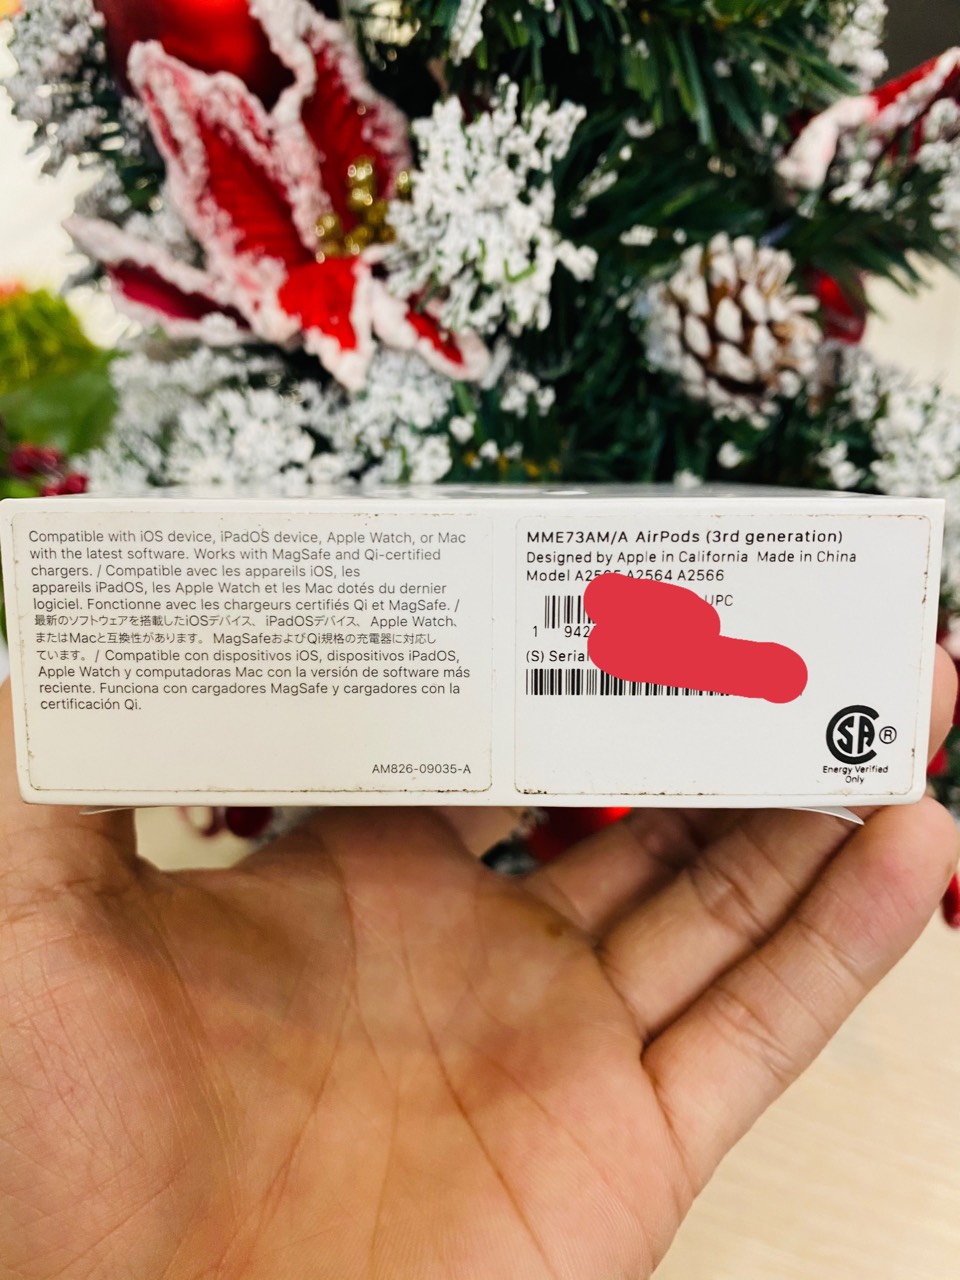 Compatible with iOS device, iPadOS device, Apple Watch, or Mac
with the latest software. Works with MagSafe and Qi-certified
chargers. / Compatible avec les appareils iOS, les
appareils iPadOS, les Apple Watch et les Mac dotés du dernier
logiciel. Fonctionne avec les chargeurs certifiés Qi et MagSafe. /
最新のソフトウェアを搭載したiOSデバイス、iPadOSデバイス、Apple Watch、
またはMacと互換性があります。MagSafeおよびQi規格の充電器に対応し
ています。/ Compatible con dispositivos iOS, dispositivos iPadOS,
Apple Watch y computadoras Mac con la versión de software más
reciente. Funciona con cargadores MagSafe y cargadores con la
certificación Qi.
AM826-09035-A
MME73AM/A AirPods (3rd generation)
Designed by Apple in California Made in China
Model A2565 A2564 A2566
UPC
1 942
(S) Serial
SA ®
Energy Verified
Only